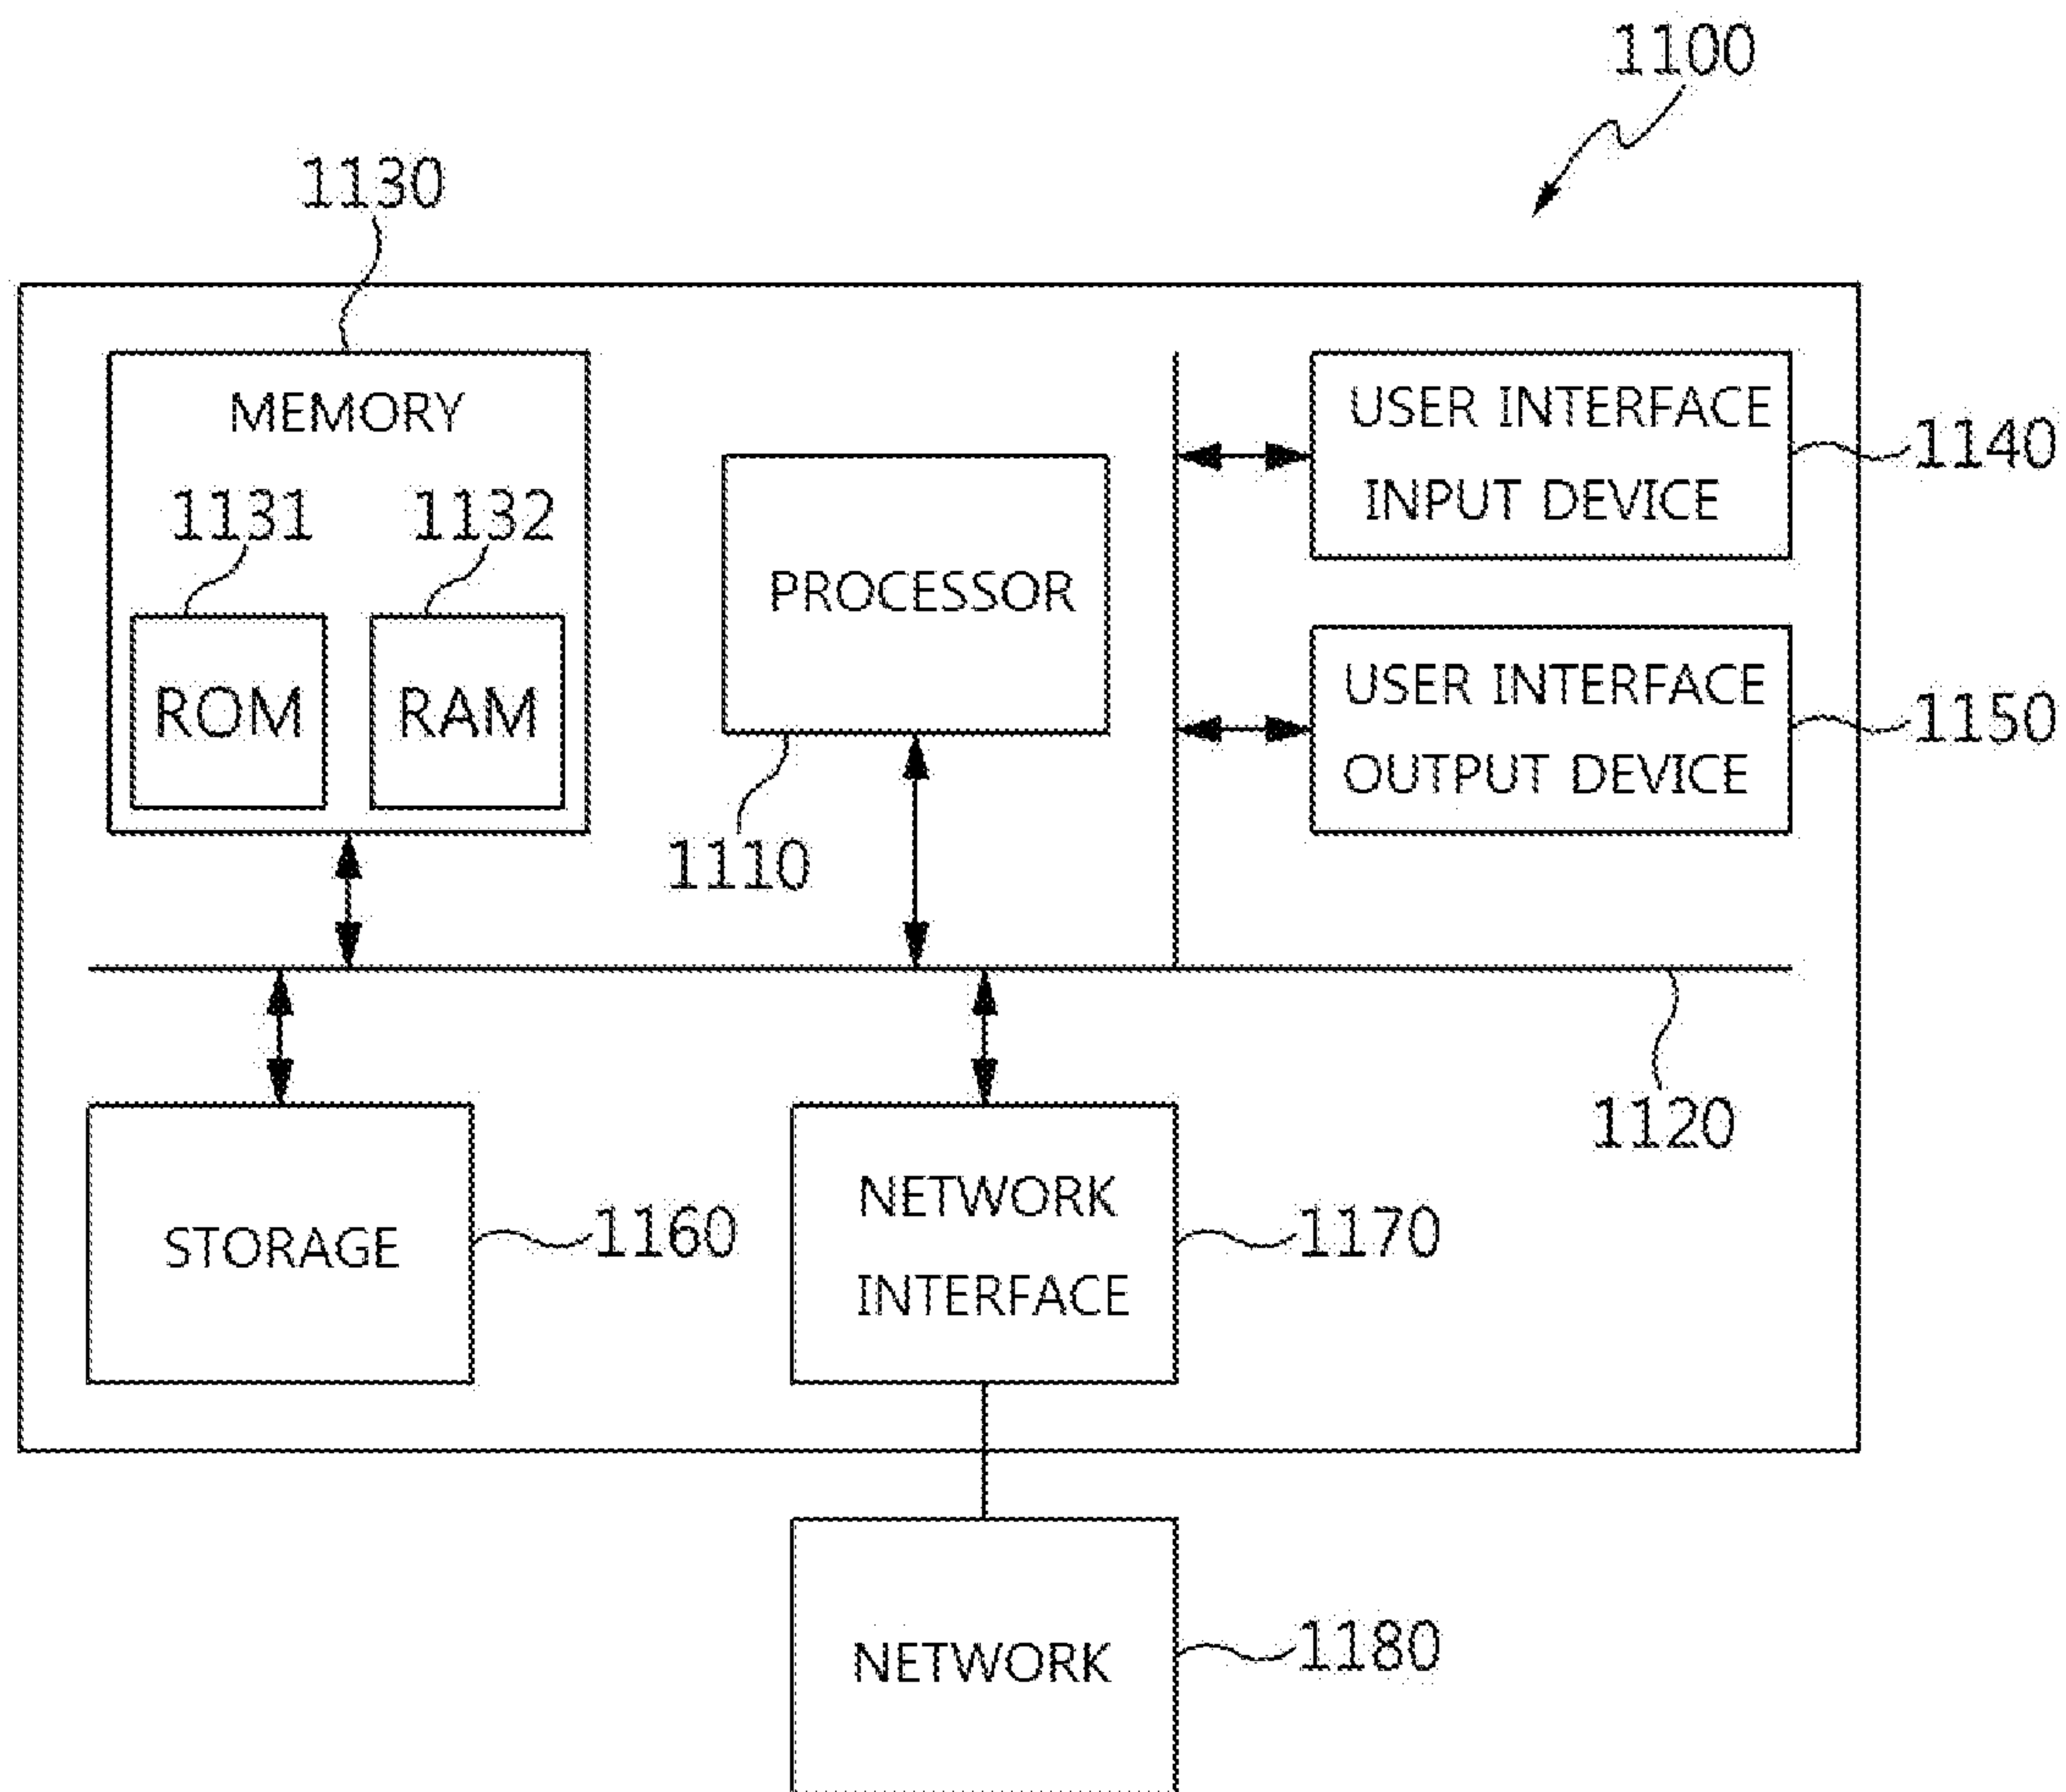 1100
1130
MEMORY
1131
1132
ROM
RAM
PROCESSOR
1110
USER INTERFACE
INPUT DEVICE
1140
USER INTERFACE
OUTPUT DEVICE
1150
1120
STORAGE
1160
NETWORK
INTERFACE
1170
NETWORK
1180